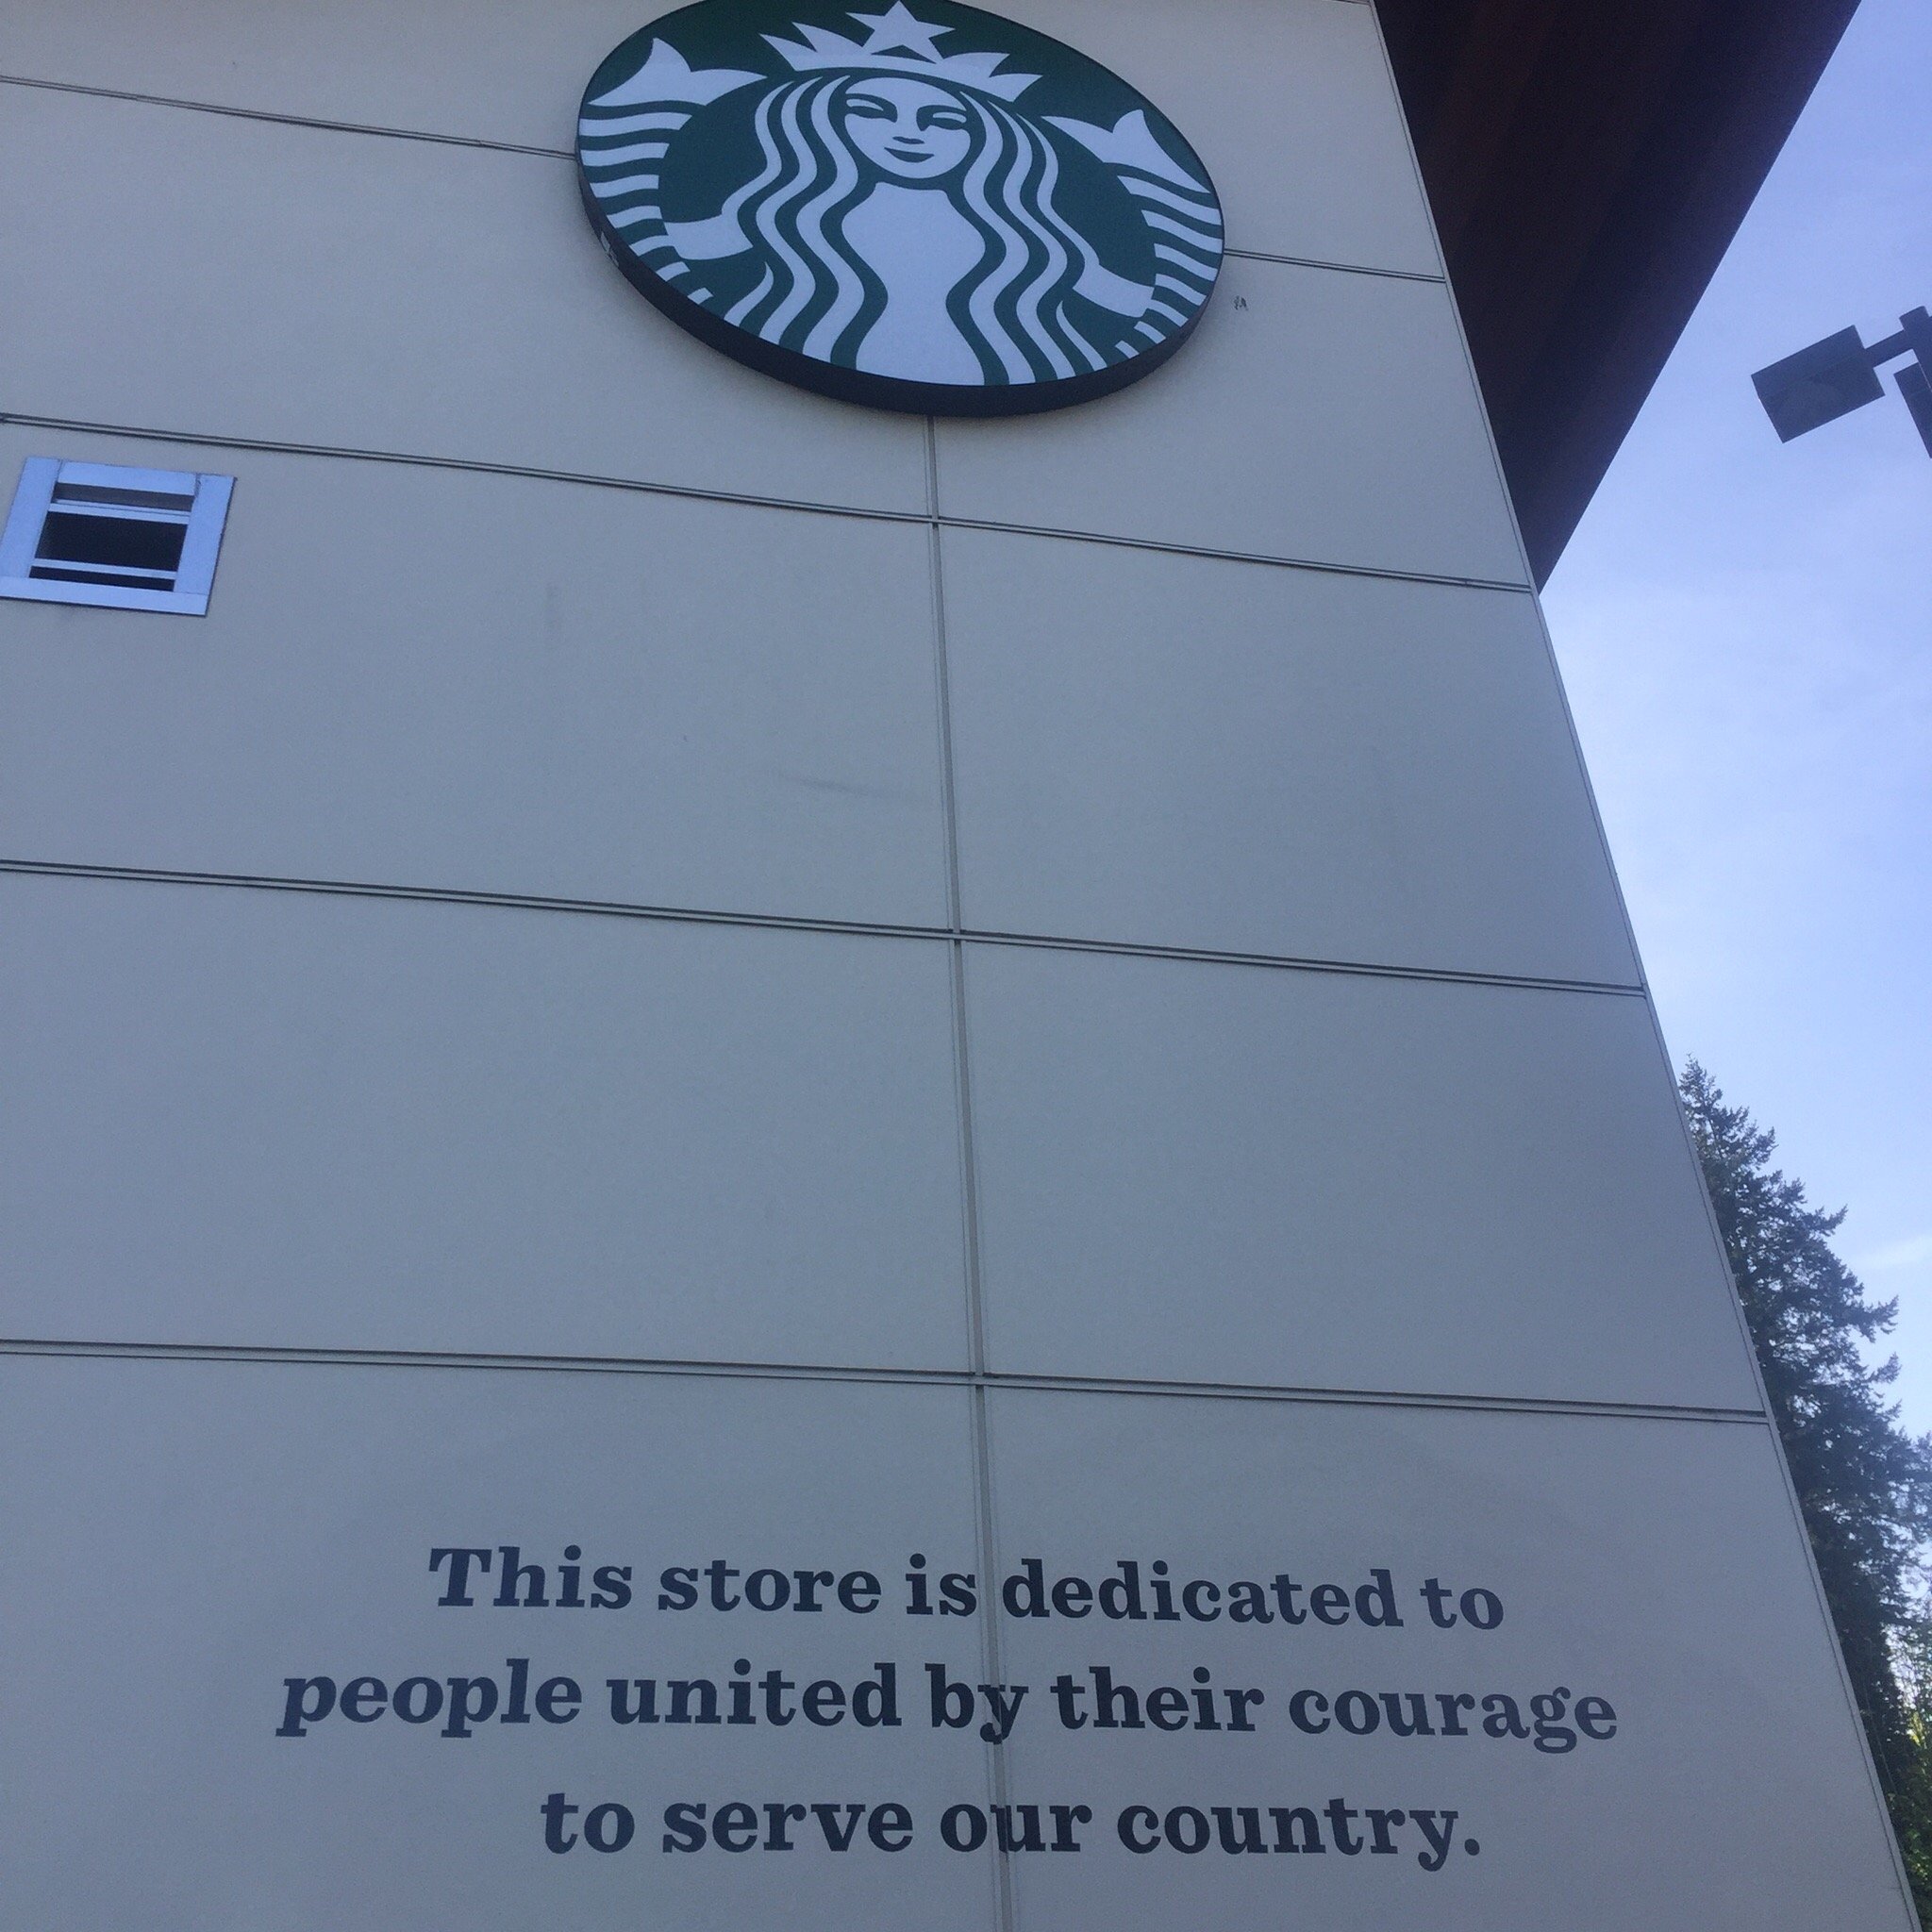 This store is dedicated to
people united by their courage
to serve our country.